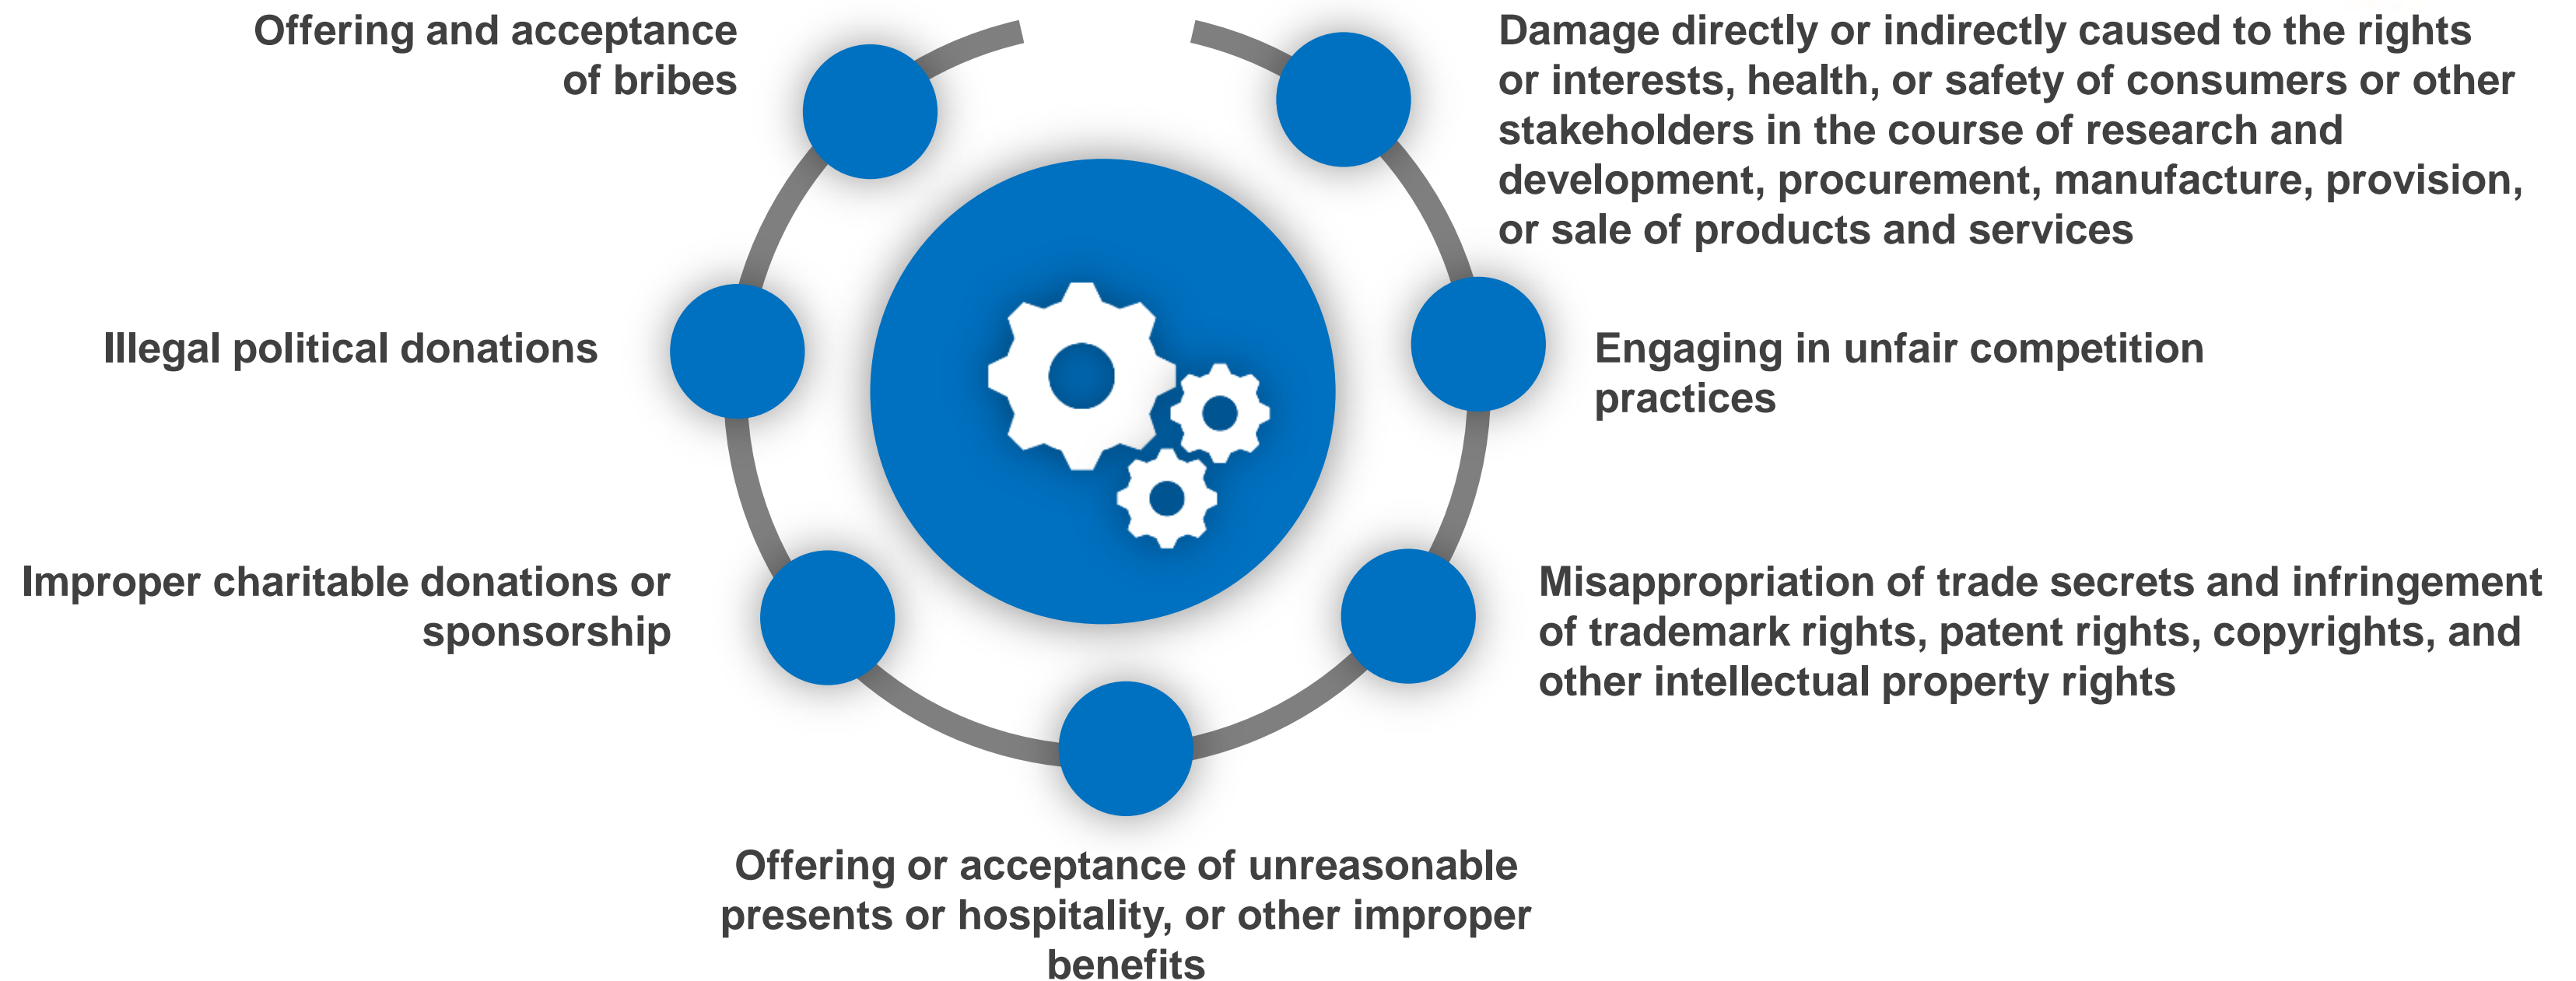 Offering and acceptance
of bribes
Illegal political donations
Improper charitable donations or
sponsorship
Offering or acceptance of unreasonable
presents or hospitality, or other improper
benefits
Misappropriation of trade secrets and infringement
of trademark rights, patent rights, copyrights, and
other intellectual property rights
Engaging in unfair competition
practices
Damage directly or indirectly caused to the rights
or interests, health, or safety of consumers or other
stakeholders in the course of research and
development, procurement, manufacture, provision,
or sale of products and services